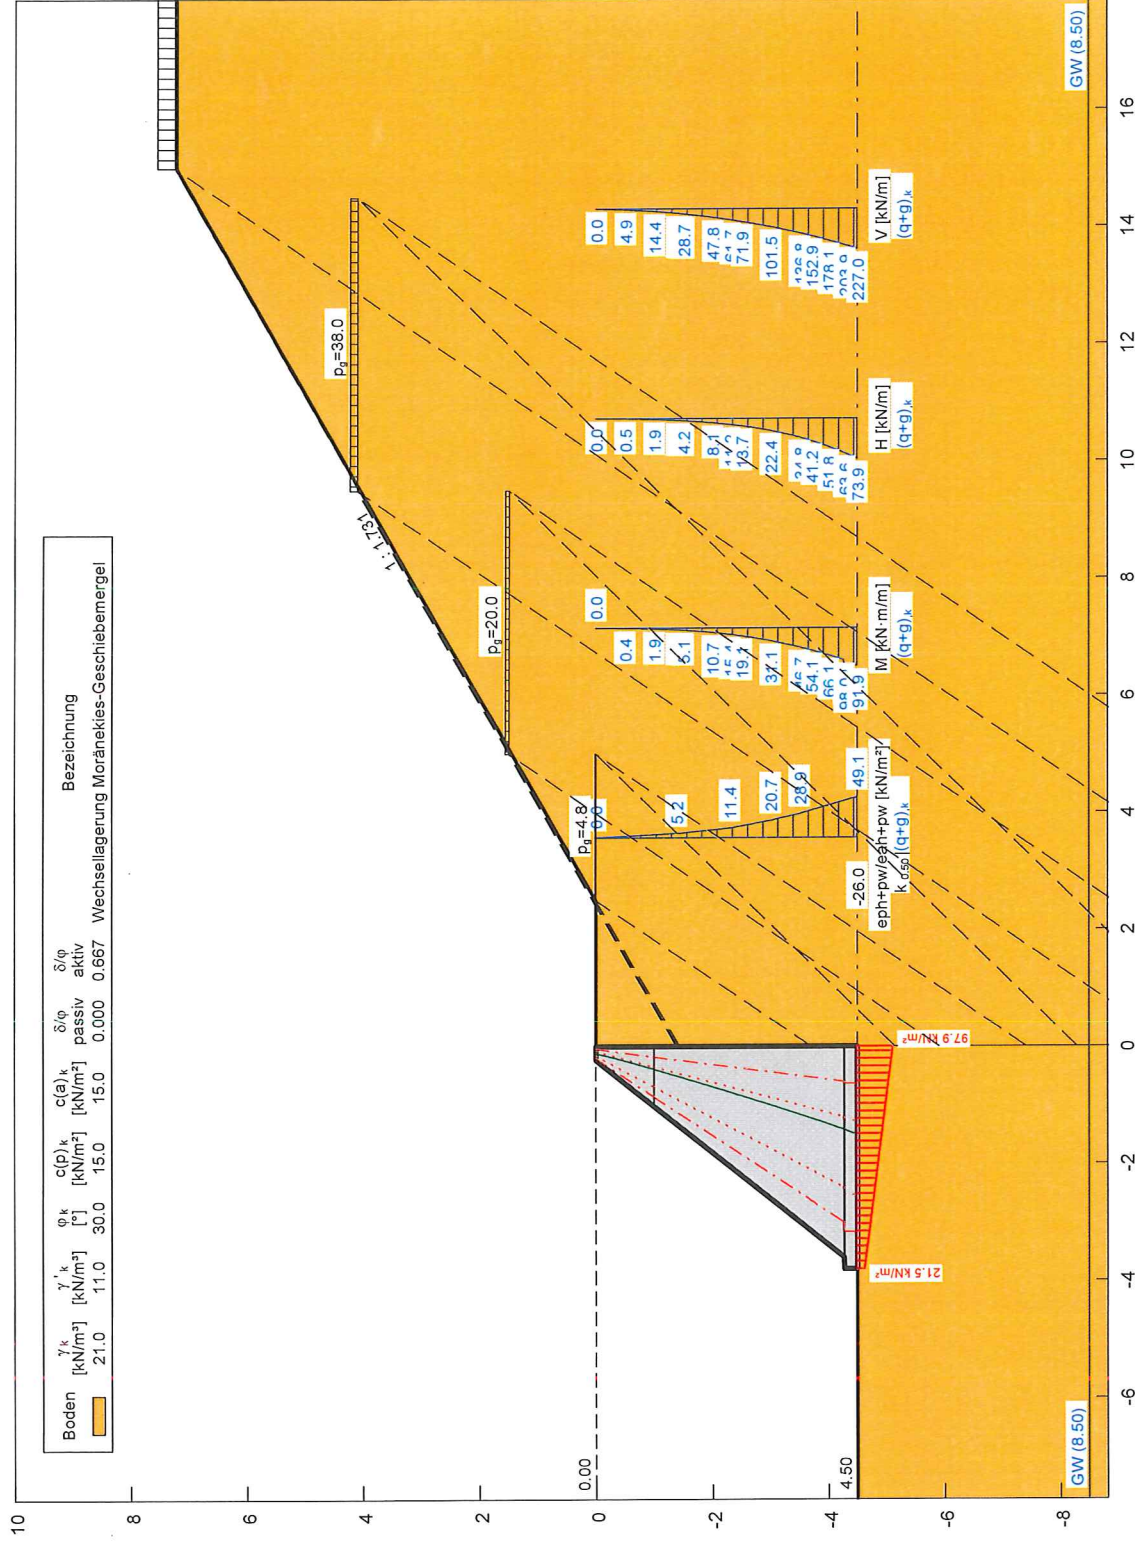 Boden
γk
[kN/m³]
γ'k
[kN/m³]
φk
[°]
c(p)k
[kN/m²]
c(a)k
[kN/m²]
δ/φ
passiv
δ/φ
aktiv
Bezeichnung
21.0 11.0 30.0 15.0 15.0 0.000 0.667 Wechsellagerung Moränekies-Geschiebemergel
10
8
6
4
2
0
-2
-4
-6
-8
0.00
4.50
GW (8.50)
GW (8.50)
1 : 1.731
pg=4.8
pg=20.0
pg=38.0
0.0
5.2
11.4
20.7
28.9
49.1
-26.0
eph+pw/eah+pw [kN/m²]
k 0.50 (q+g),k
0.0
0.4
1.9
5.1
10.7
19.1
31.1
54.1
66.1
91.9
M [kN·m/m]
(q+g),k
0.0
0.5
1.9
4.2
8.1
13.7
22.4
41.2
51.8
63.6
73.9
H [kN/m]
(q+g),k
0.0
4.9
14.4
28.7
47.8
71.9
101.5
152.9
178.1
203.9
227.0
V [kN/m]
(q+g),k
21.5 kN/m²
97.9 kN/m²
-6 -4 -2 0 2 4 6 8 10 12 14 16